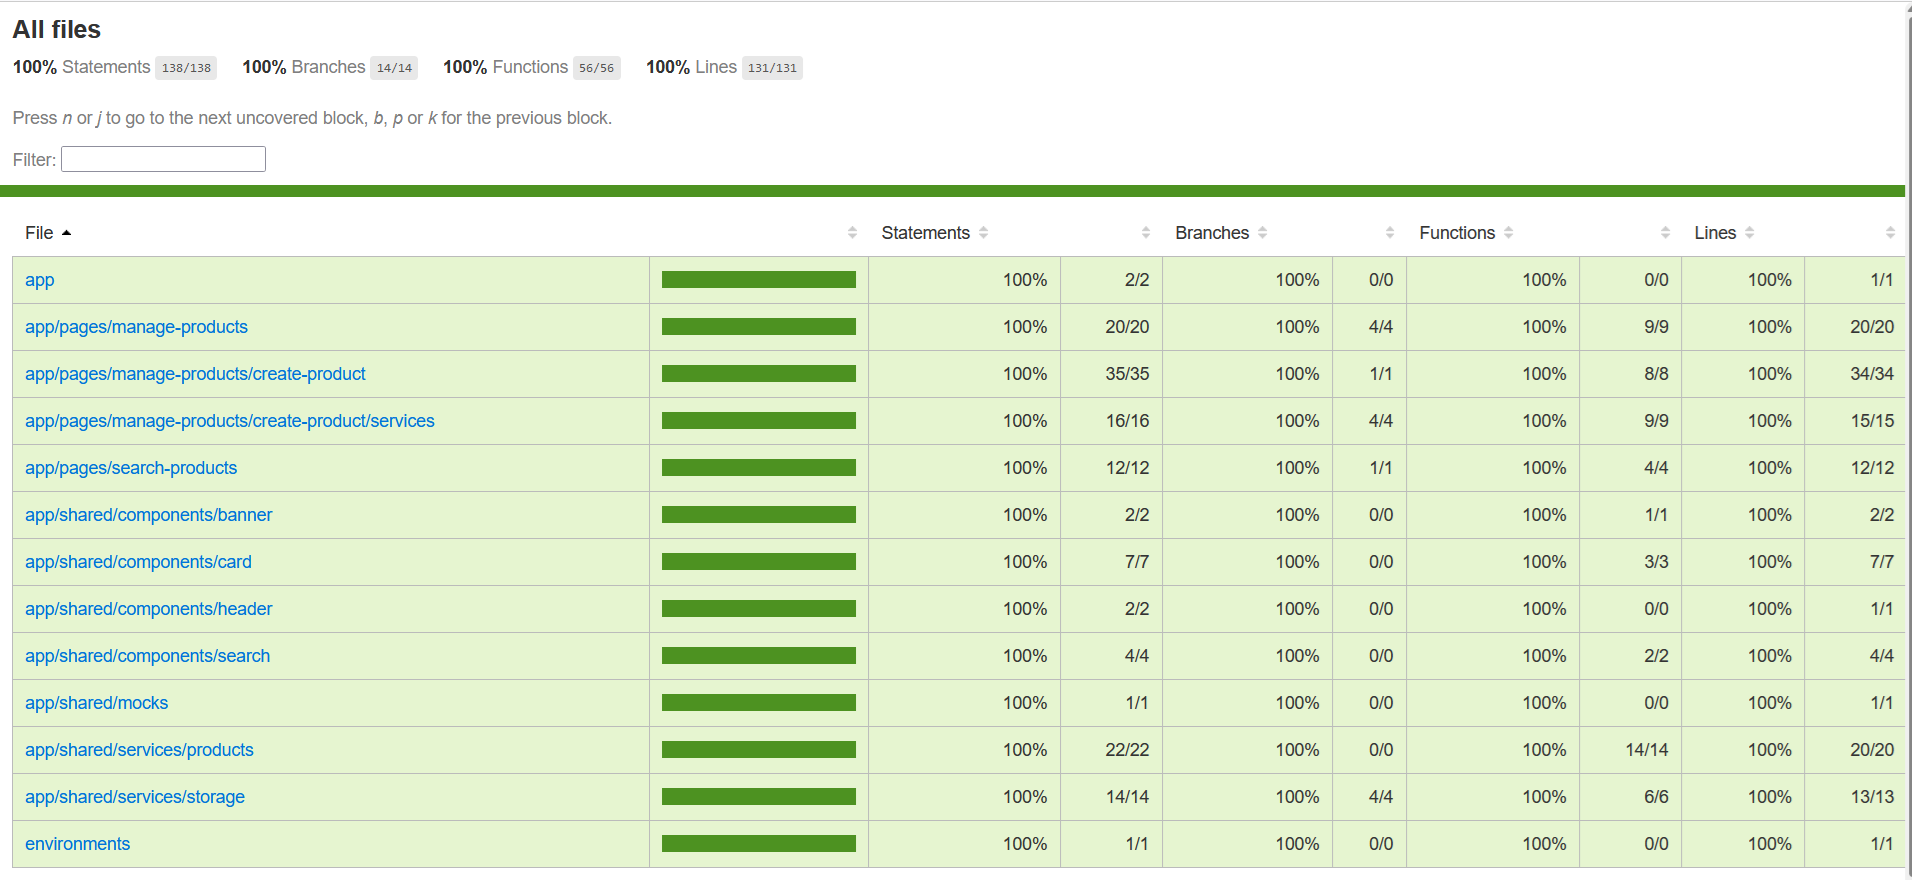 All files
100% Statements 138/138 100% Branches 14/14 100% Functions 56/56 100% Lines 131/131
Press n or j to go to the next uncovered block, b, p or k for the previous block.
Filter:
File Statements Branches Functions Lines
app 100% 2/2 100% 0/0 100% 0/0 100% 1/1
app/pages/manage-products 100% 20/20 100% 4/4 100% 9/9 100% 20/20
app/pages/manage-products/create-product 100% 35/35 100% 1/1 100% 8/8 100% 34/34
app/pages/manage-products/create-product/services 100% 16/16 100% 4/4 100% 9/9 100% 15/15
app/pages/search-products 100% 12/12 100% 1/1 100% 4/4 100% 12/12
app/shared/components/banner 100% 2/2 100% 0/0 100% 1/1 100% 2/2
app/shared/components/card 100% 7/7 100% 0/0 100% 3/3 100% 7/7
app/shared/components/header 100% 2/2 100% 0/0 100% 0/0 100% 1/1
app/shared/components/search 100% 4/4 100% 0/0 100% 2/2 100% 4/4
app/shared/mocks 100% 1/1 100% 0/0 100% 0/0 100% 1/1
app/shared/services/products 100% 22/22 100% 0/0 100% 14/14 100% 20/20
app/shared/services/storage 100% 14/14 100% 4/4 100% 6/6 100% 13/13
environments 100% 1/1 100% 0/0 100% 0/0 100% 1/1